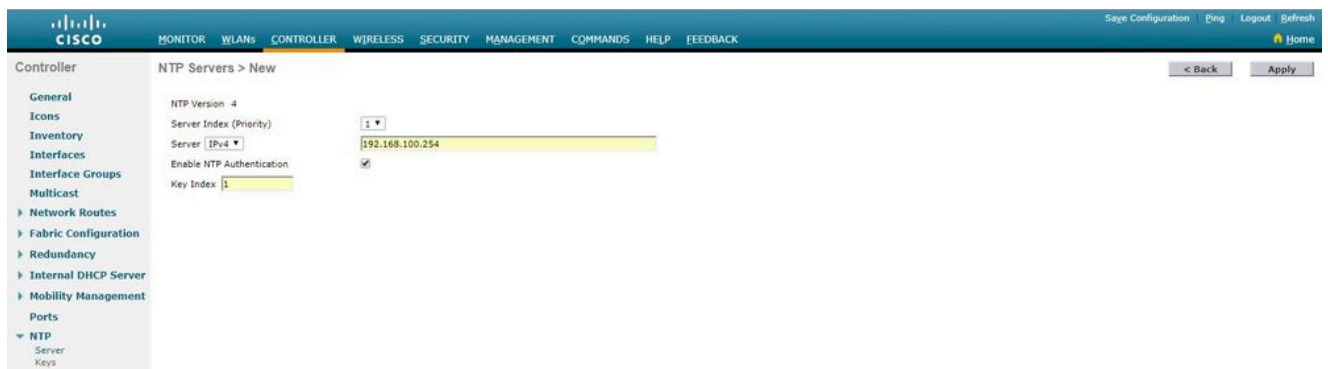 Save Configuration Ping Logout Refresh
CISCO MONITOR WLANs CONTROLLER WIRELESS SECURITY MANAGEMENT COMMANDS HELP FEEDBACK Home
Controller
General
Icons
Inventory
Interfaces
Interface Groups
Multicast
Network Routes
Fabric Configuration
Redundancy
Internal DHCP Server
Mobility Management
Ports
NTP
Server
Keys
NTP Servers > New < Back Apply
NTP Version 4
Server Index (Priority) 1
Server IPv4 192.168.100.254
Enable NTP Authentication
Key Index 1